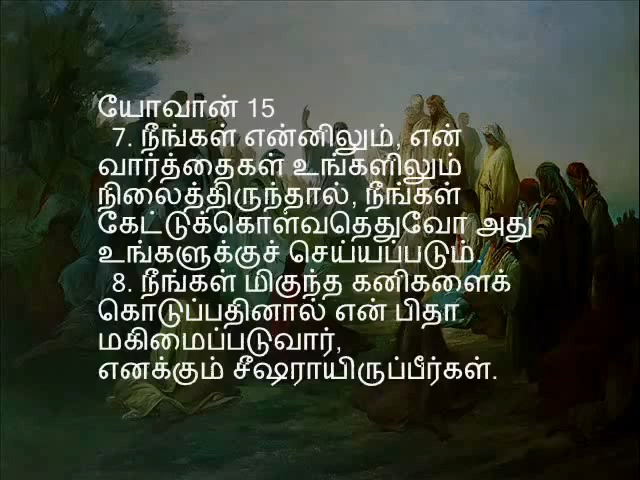 யோவான் 15
7. நீங்கள் என்னிலும், என்
வார்த்தைகள் உங்களிலும்
நிலைத்திருந்தால், நீங்கள்
கேட்டுக்கொள்வதெதுவோ அது
உங்களுக்குச் செய்யப்படும்.
8. நீங்கள் மிகுந்த கனிகளைக்
கொடுப்பதினால் என் பிதா
மகிமைப்படுவார்,
எனக்கும் சீஷராயிருப்பீர்கள்.